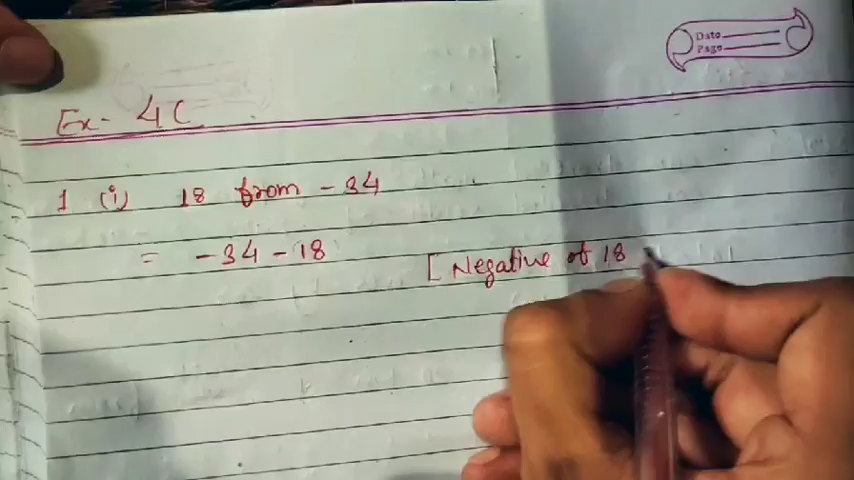 Date
Page
Ex- 4C
1 (i) 18 from - 34
= - 34 - 18 [Negative of 18